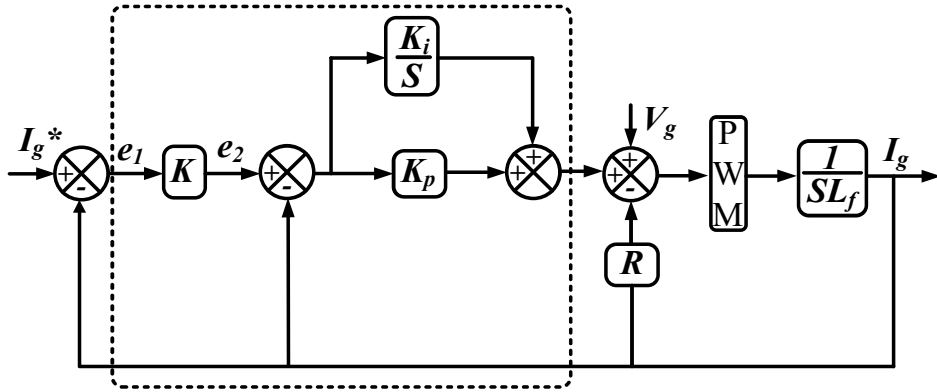 K_i
S
V_g
I_g*
e_1
K
e_2
K_p
P
W
M
1
SL_f
I_g
R